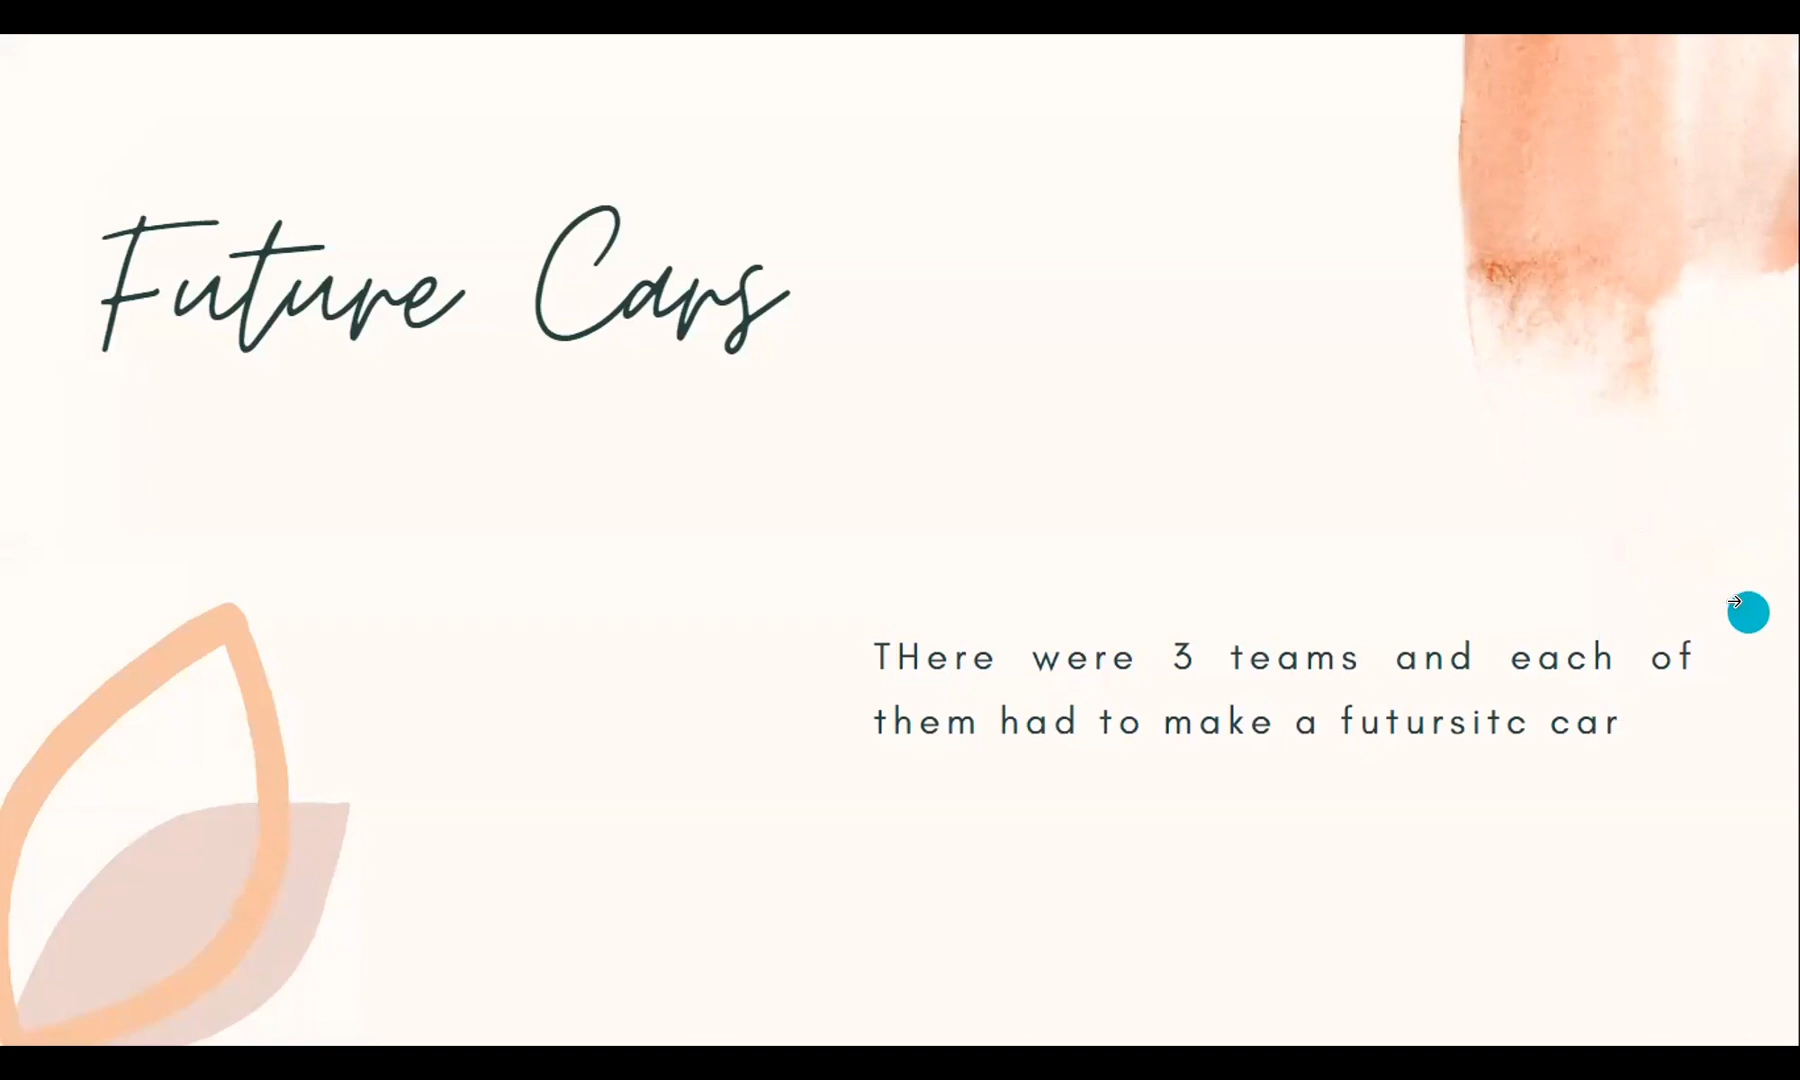 Future Cars
THere were 3 teams and each of
them had to make a futursitc car